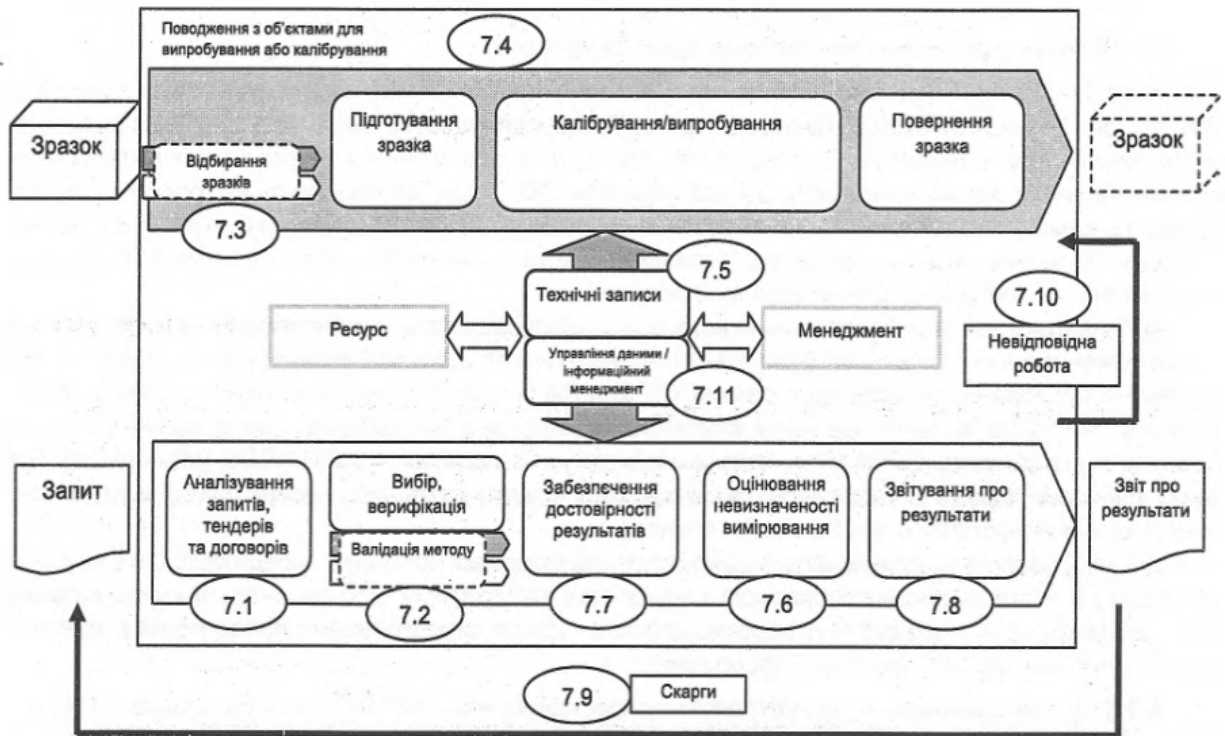 Поводження з об'єктами для
випробування або калібрування
7.4
Зразок
Відбирання
зразків
7.3
Підготування
зразка
Калібрування/випробування
Повернення
зразка
Зразок
7.5
Технічні записи
Ресурс
Управління даними /
інформаційний
менеджмент
7.11
Менеджмент
7.10
Невідповідна
робота
Запит
Аналізування
запитів,
тендерів
та договорів
7.1
Вибір,
верифікація
Валідація методу
7.2
Забезпечення
достовірності
результатів
7.7
Оцінювання
невизначеності
вимірювання
7.6
Звітування про
результати
7.8
Звіт про
результати
7.9
Скарги